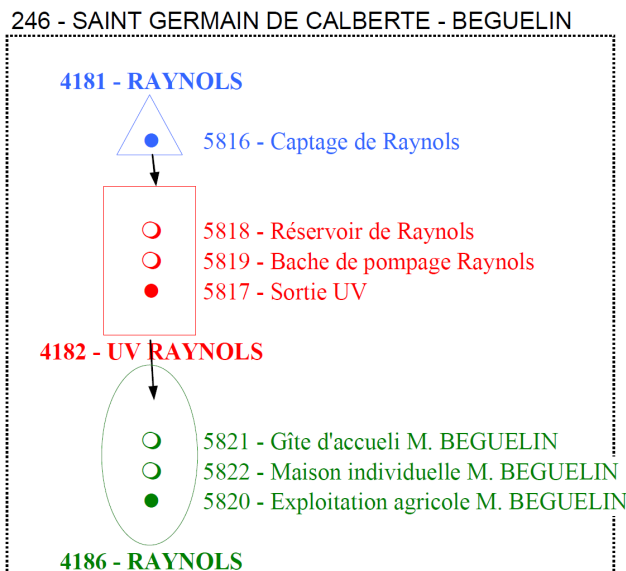 246 - SAINT GERMAIN DE CALBERTE - BEGUELIN
4181 - RAYNOLS
5816 - Captage de Raynols
5818 - Réservoir de Raynols
5819 - Bache de pompage Raynols
5817 - Sortie UV
4182 - UV RAYNOLS
5821 - Gîte d'accueli M. BEGUELIN
5822 - Maison individuelle M. BEGUELIN
5820 - Exploitation agricole M. BEGUELIN
4186 - RAYNOLS